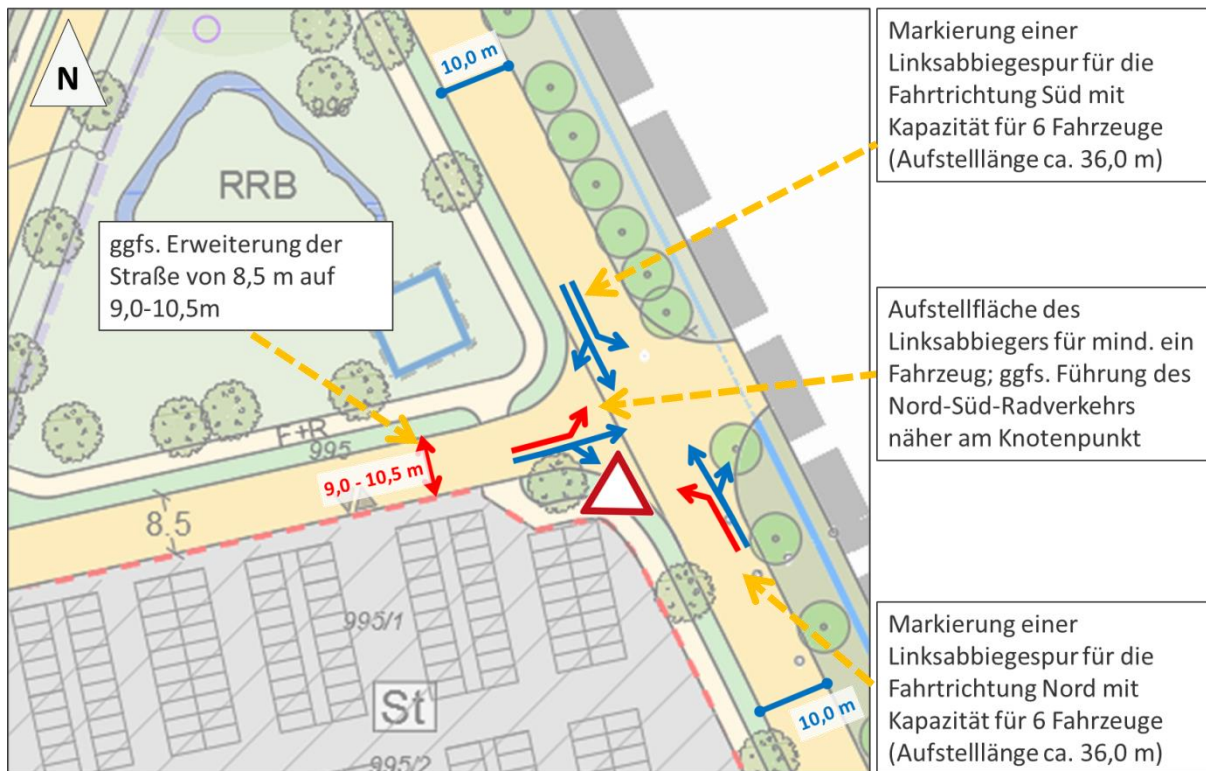 N
10,0 m
RRB
ggfs. Erweiterung der
Straße von 8,5 m auf
9,0-10,5m
F+R
995
9,0 - 10,5 m
8.5
995/1
St
995/2
10,0 m
Markierung einer
Linksabbiegespur für die
Fahrtrichtung Süd mit
Kapazität für 6 Fahrzeuge
(Aufstelllänge ca. 36,0 m)
Aufstellfläche des
Linksabbiegers für mind. ein
Fahrzeug; ggfs. Führung des
Nord-Süd-Radverkehrs
näher am Knotenpunkt
Markierung einer
Linksabbiegespur für die
Fahrtrichtung Nord mit
Kapazität für 6 Fahrzeuge
(Aufstelllänge ca. 36,0 m)